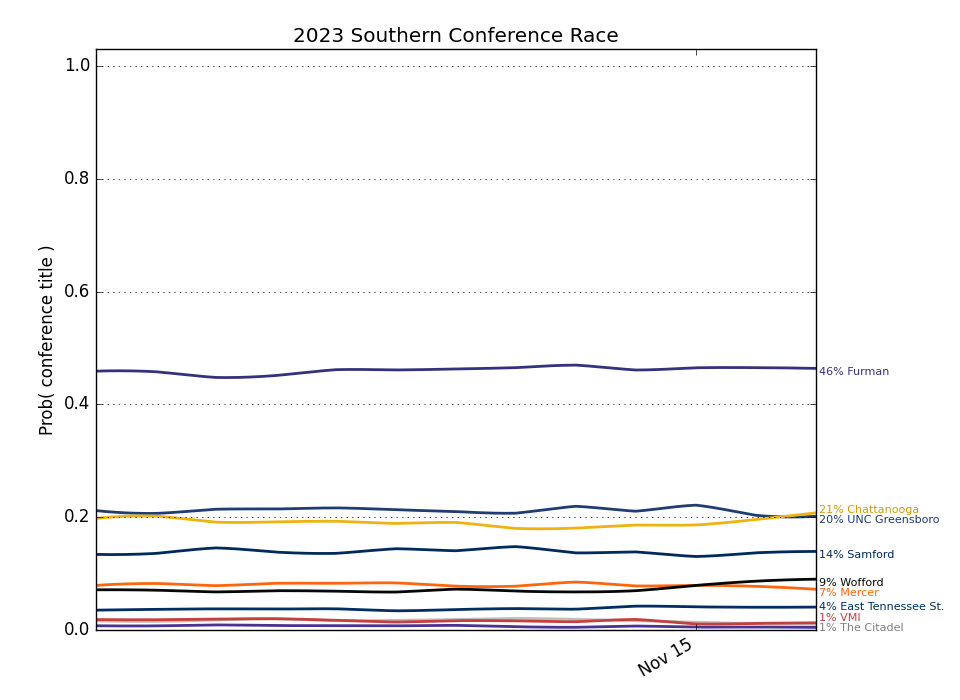 2023 Southern Conference Race
Prob( conference title )
1.0
0.8
0.6
0.4
0.2
0.0
46% Furman
21% Chattanooga
20% UNC Greensboro
14% Samford
9% Wofford
7% Mercer
4% East Tennessee St.
1% VMI
1% The Citadel
Nov 15